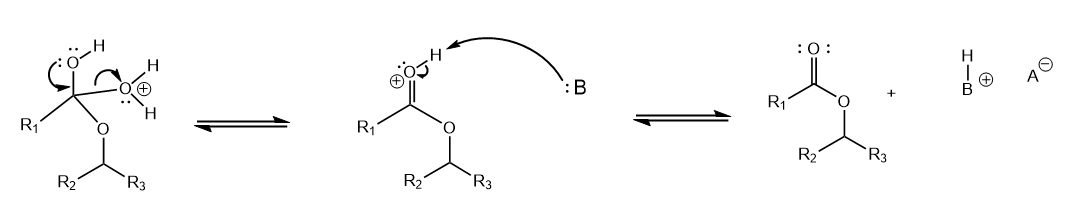 H
:O
H
O ⊕
H
R₁
O
R₂ R₃
H
:O
⊕
R₁
O
R₂ R₃
:B
:O:
R₁
O
R₂ R₃
+
H
B ⊕
A ⊖